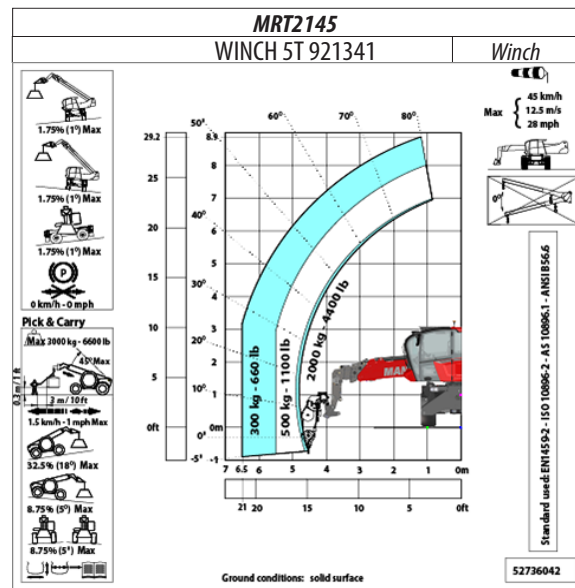 MRT2145
WINCH 5T 921341
Winch
1.75% (1°) Max
1.75% (1°) Max
1.75% (1°) Max
P
0 km/h - 0 mph
Pick & Carry
Max 3000 kg - 6600 lb
45° Max
0.3 m / 1 ft
3 m / 10 ft
1.5 km/h - 1 mph Max
32.5% (18°) Max
8.75% (5°) Max
8.75% (5°) Max
29.2
25
20
15
10
5
0ft
8.9
8
7
6
5
4
3
2
1
0m
-1
50°
60°
70°
80°
40°
30°
20°
10°
0°
-5°
300 kg - 660 lb
500 kg - 1100 lb
2000 kg - 4400 lb
MAN
7 6.5 6 5 4 3 2 1 0m
21 20 15 10 5 0ft
Max
45 km/h
12.5 m/s
28 mph
0°
Standard used: EN1459-2 - ISO 10896-2 - AS 10896.1 - ANSI B56.6
Ground conditions: solid surface
52736042